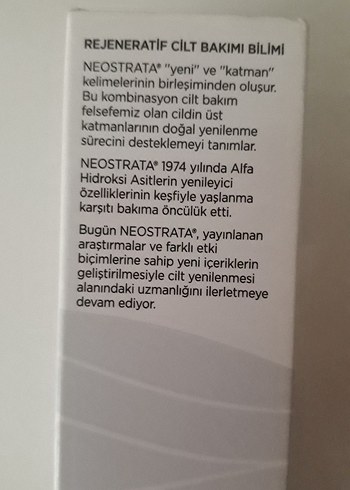 REJENERATİF CİLT BAKIMI BİLİMİ
NEOSTRATA® "yeni" ve "katman"
kelimelerinin birleşiminden oluşur.
Bu kombinasyon cilt bakım
felsefemiz olan cildin üst
katmanlarının doğal yenilenme
sürecini desteklemeyi tanımlar.
NEOSTRATA® 1974 yılında Alfa
Hidroksi Asitlerin yenileyici
özelliklerinin keşfiyle yaşlanma
karşıtı bakıma öncülük etti.
Bugün NEOSTRATA®, yayınlanan
araştırmalar ve farklı etki
biçimlerine sahip yeni içeriklerin
geliştirilmesiyle cilt yenilenmesi
alanındaki uzmanlığını ilerletmeye
devam ediyor.